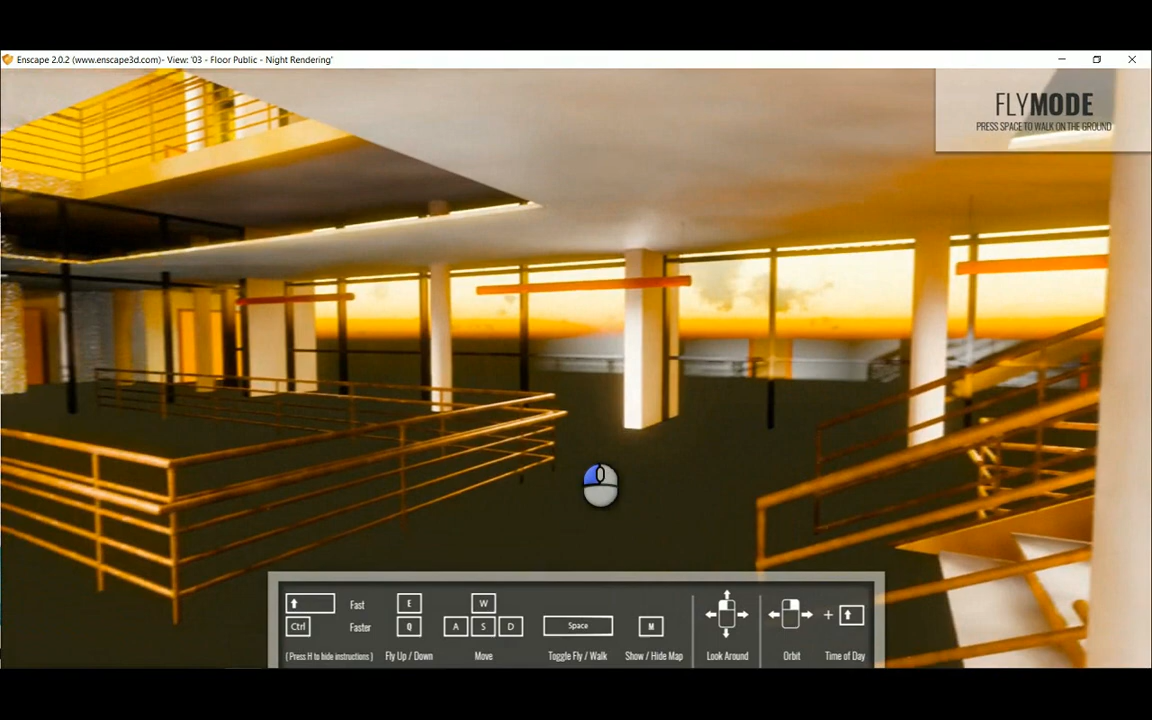 Enscape 2.0.2 (www.enscape3d.com)- View: '03 - Floor Public - Night Rendering'
FLYMODE
PRESS SPACE TO WALK ON THE GROUND
Fast
E
W
Ctrl
Faster
Q
A
S
D
Space
M
+
( Press H to hide instructions )
Fly Up / Down
Move
Toggle Fly / Walk
Show / Hide Map
Look Around
Orbit
Time of Day